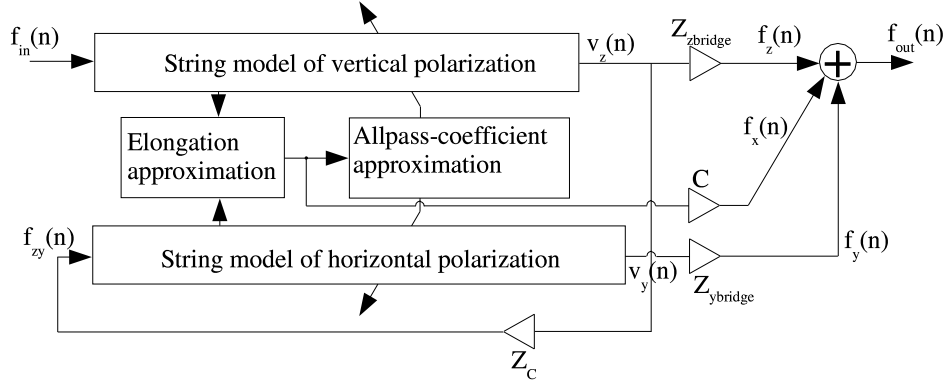 f_in(n)
String model of vertical polarization
v_z(n)
Z_zbridge
f_z(n)
f_out(n)
+
Elongation
approximation
Allpass-coefficient
approximation
f_x(n)
C
f_zy(n)
String model of horizontal polarization
v_y(n)
Z_ybridge
f_y(n)
Z_C